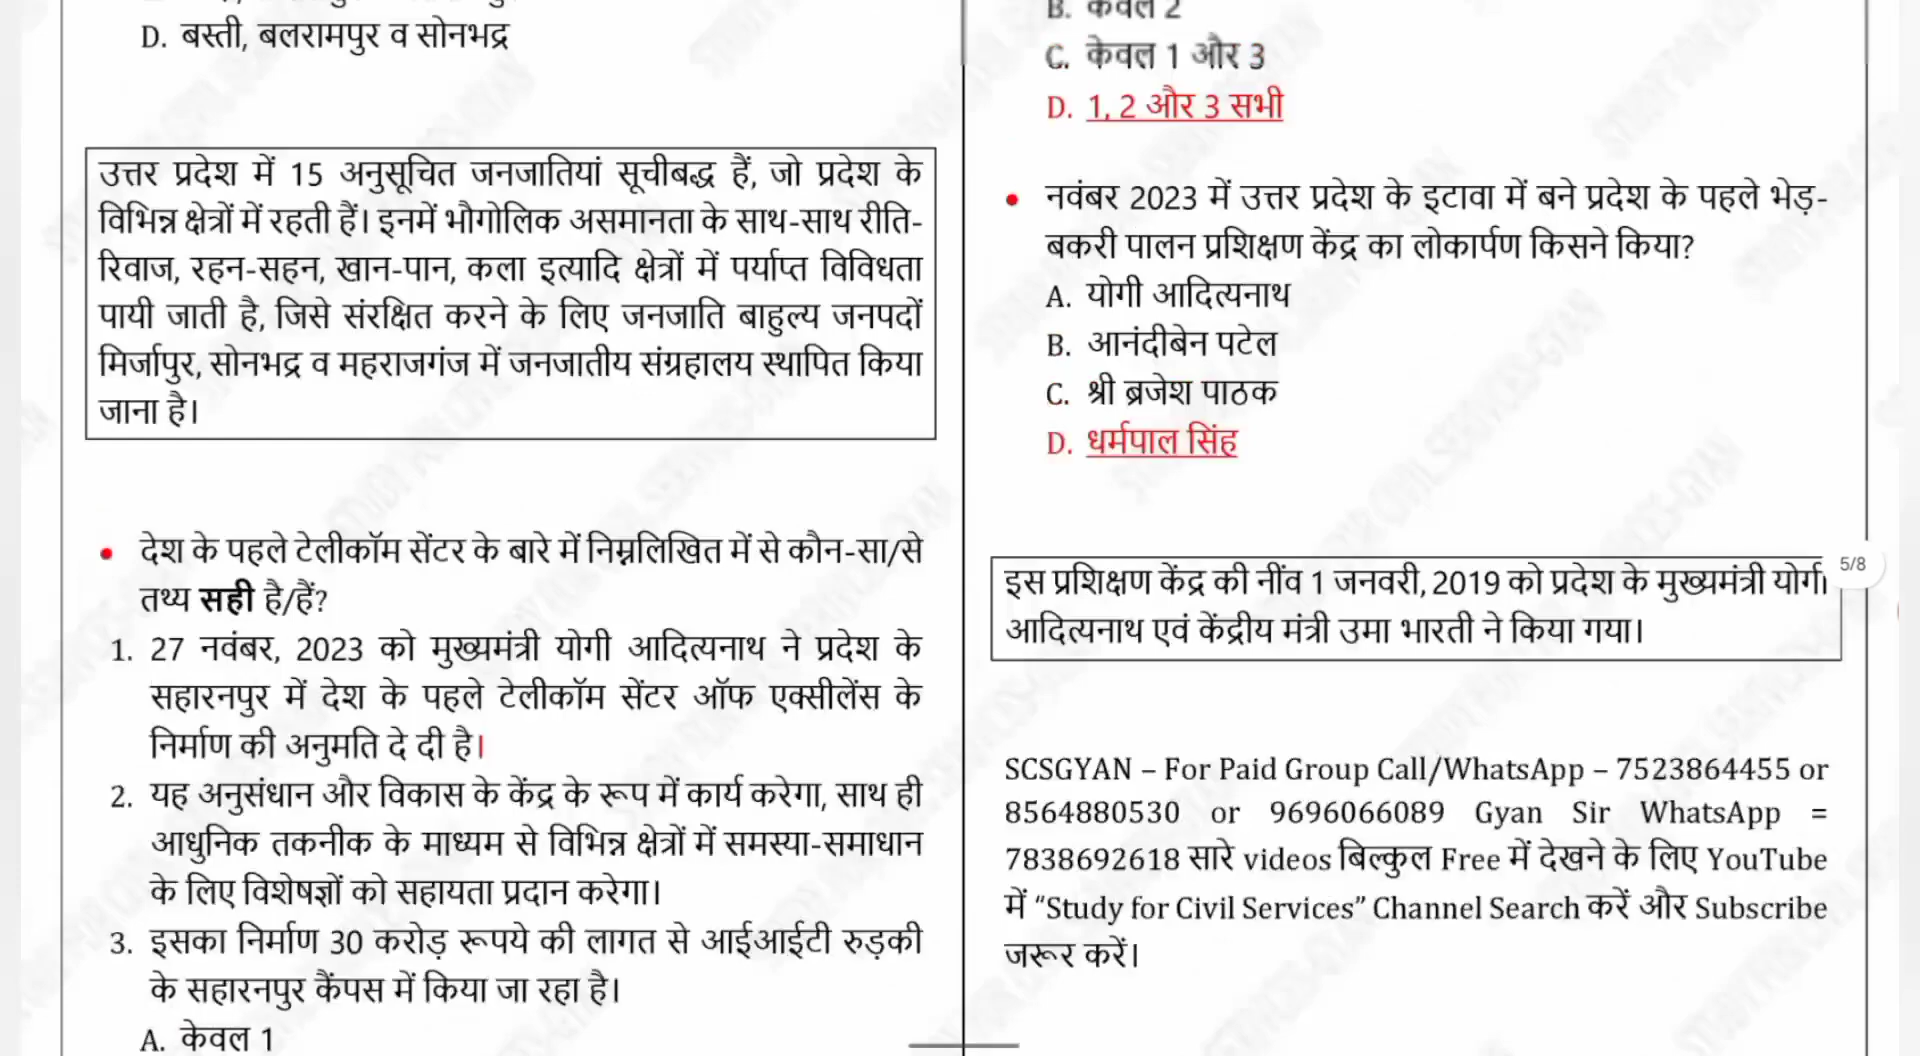 D. बस्ती, बलरामपुर व सोनभद्र
उत्तर प्रदेश में 15 अनुसूचित जनजातियां सूचीबद्ध हैं, जो प्रदेश के
विभिन्न क्षेत्रों में रहती हैं। इनमें भौगोलिक असमानता के साथ-साथ रीति-
रिवाज, रहन-सहन, खान-पान, कला इत्यादि क्षेत्रों में पर्याप्त विविधता
पायी जाती है, जिसे संरक्षित करने के लिए जनजाति बाहुल्य जनपदों
मिर्जापुर, सोनभद्र व महराजगंज में जनजातीय संग्रहालय स्थापित किया
जाना है।
• देश के पहले टेलीकॉम सेंटर के बारे में निम्नलिखित में से कौन-सा/से
तथ्य सही है/हैं?
1. 27 नवंबर, 2023 को मुख्यमंत्री योगी आदित्यनाथ ने प्रदेश के
सहारनपुर में देश के पहले टेलीकॉम सेंटर ऑफ एक्सीलेंस के
निर्माण की अनुमति दे दी है।
2. यह अनुसंधान और विकास के केंद्र के रूप में कार्य करेगा, साथ ही
आधुनिक तकनीक के माध्यम से विभिन्न क्षेत्रों में समस्या-समाधान
के लिए विशेषज्ञों को सहायता प्रदान करेगा।
3. इसका निर्माण 30 करोड़ रूपये की लागत से आईआईटी रुड़की
के सहारनपुर कैंपस में किया जा रहा है।
A. केवल 1
B. केवल 2
C. केवल 1 और 3
D. 1, 2 और 3 सभी
• नवंबर 2023 में उत्तर प्रदेश के इटावा में बने प्रदेश के पहले भेड़-
बकरी पालन प्रशिक्षण केंद्र का लोकार्पण किसने किया?
A. योगी आदित्यनाथ
B. आनंदीबेन पटेल
C. श्री ब्रजेश पाठक
D. धर्मपाल सिंह
5/8
इस प्रशिक्षण केंद्र की नींव 1 जनवरी, 2019 को प्रदेश के मुख्यमंत्री योगी
आदित्यनाथ एवं केंद्रीय मंत्री उमा भारती ने किया गया।
SCSGYAN – For Paid Group Call/WhatsApp – 7523864455 or
8564880530 or 9696066089 Gyan Sir WhatsApp =
7838692618 सारे videos बिल्कुल Free में देखने के लिए YouTube
में “Study for Civil Services” Channel Search करें और Subscribe
जरूर करें।